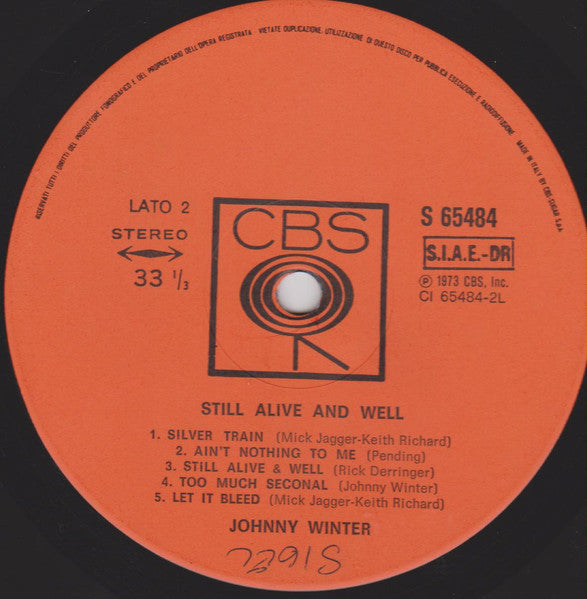 RISERVATI TUTTI I DIRITTI DEL PRODUTTORE FONOGRAFICO E DEL PROPRIETARIO DELL'OPERA REGISTRATA - VIETATE DUPLICAZIONE, UTILIZZAZIONE DI QUESTO DISCO PER PUBBLICA ESECUZIONE E RADIODIFFUSIONE - MADE IN ITALY BY CBS-SUGAR S.p.A.
LATO 2
STEREO
33 1/3
CBS
S 65484
S.I.A.E.-DR
℗ 1973 CBS, Inc.
CI 65484-2L
STILL ALIVE AND WELL
1. SILVER TRAIN (Mick Jagger-Keith Richard)
2. AIN'T NOTHING TO ME (Pending)
3. STILL ALIVE & WELL (Rick Derringer)
4. TOO MUCH SECONAL (Johnny Winter)
5. LET IT BLEED (Mick Jagger-Keith Richard)
JOHNNY WINTER